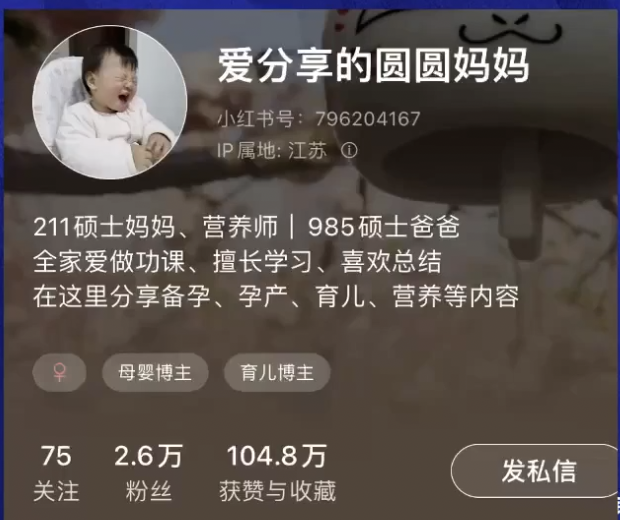 爱分享的圆圆妈妈
小红书号：796204167
IP属地：江苏
211硕士妈妈、营养师｜985硕士爸爸
全家爱做功课、擅长学习、喜欢总结
在这里分享备孕、孕产、育儿、营养等内容
♀ 母婴博主 育儿博主
75 2.6万 104.8万
关注 粉丝 获赞与收藏 发私信